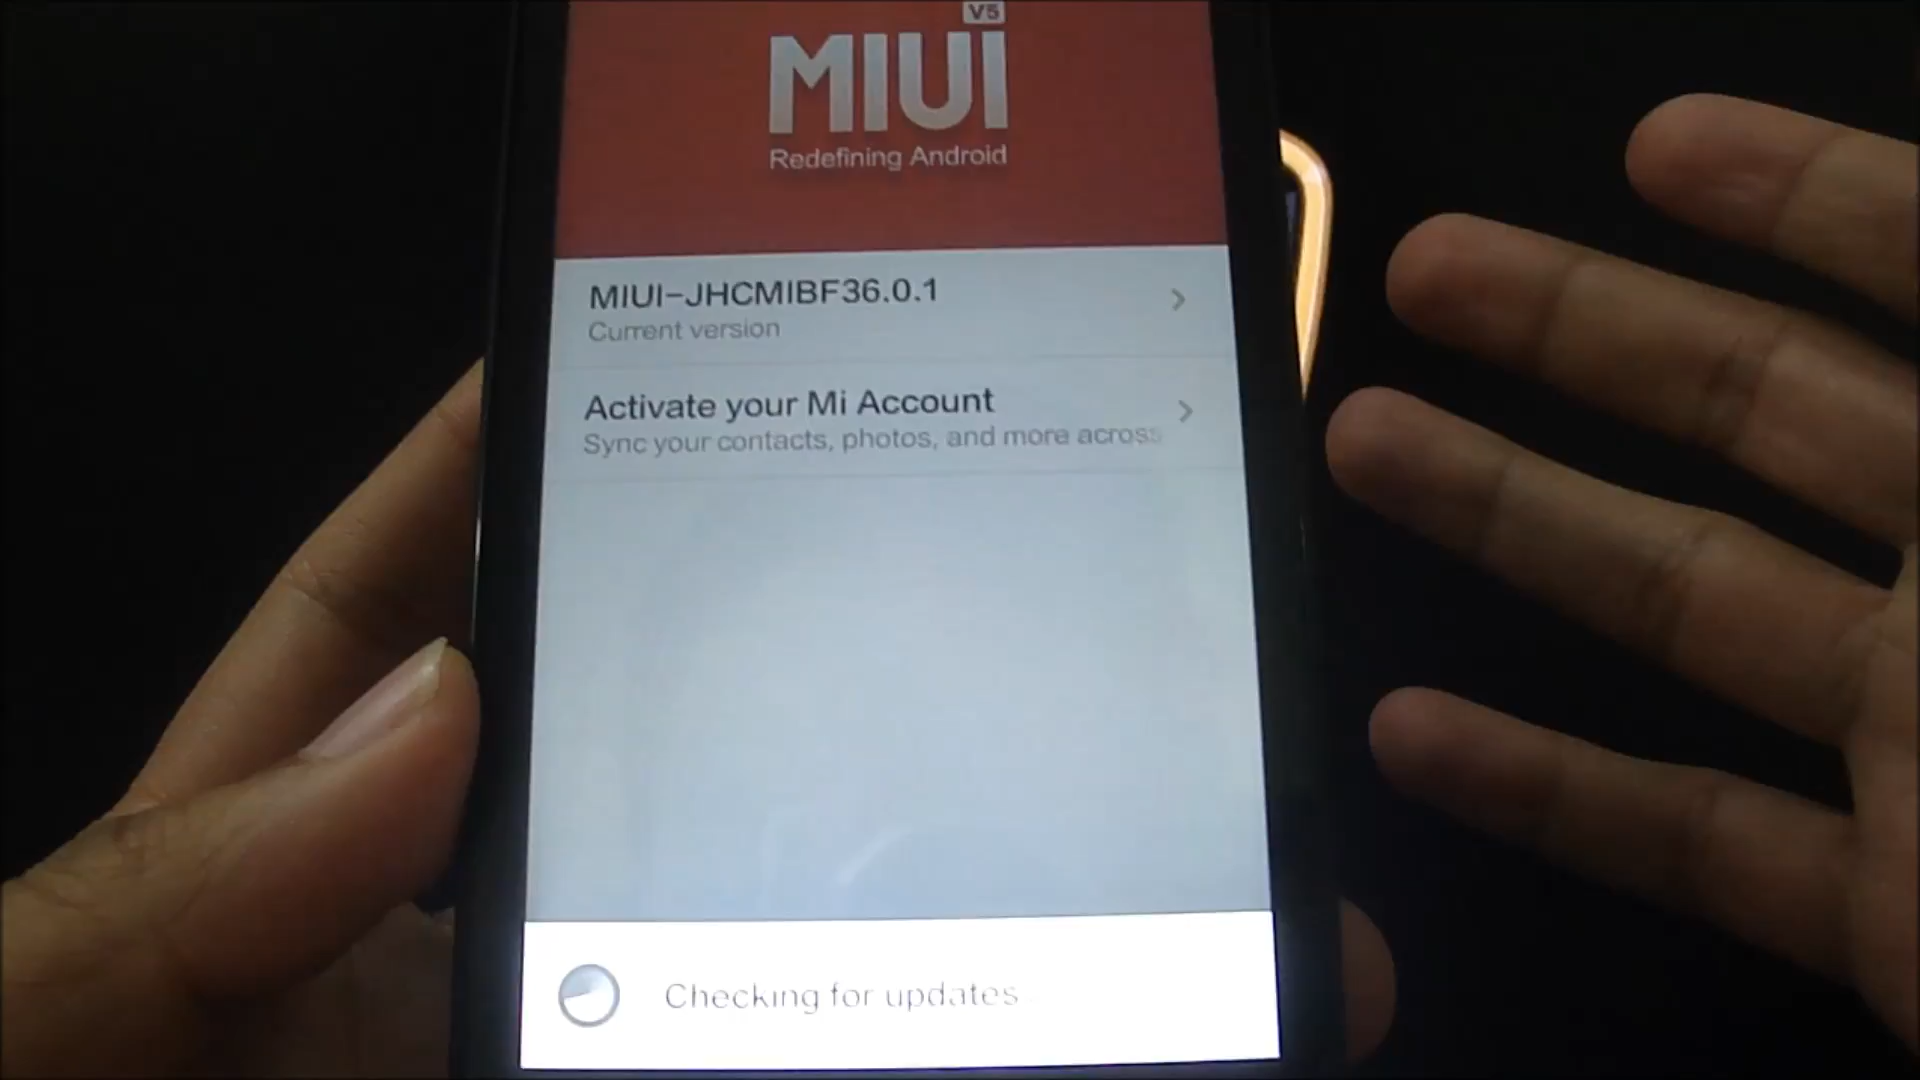 V5
MIUI
Redefining Android
MIUI-JHCMIBF36.0.1
Current version
Activate your Mi Account
Sync your contacts, photos, and more across
Checking for updates